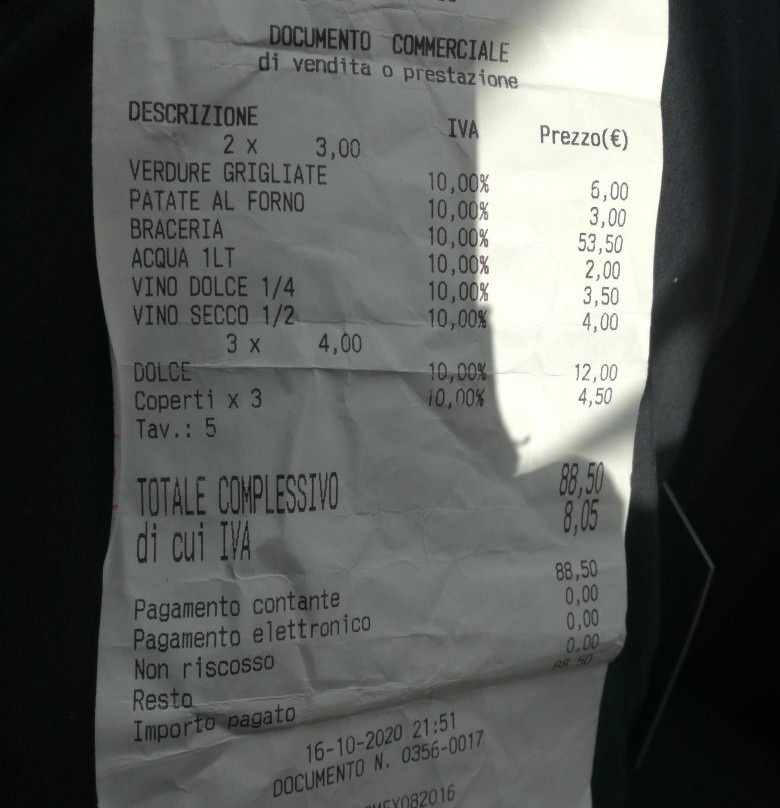 DOCUMENTO COMMERCIALE
di vendita o prestazione
DESCRIZIONE IVA Prezzo(€)
2 x 3,00
VERDURE GRIGLIATE 10,00% 6,00
PATATE AL FORNO 10,00% 3,00
BRACERIA 10,00% 53,50
ACQUA 1LT 10,00% 2,00
VINO DOLCE 1/4 10,00% 3,50
VINO SECCO 1/2 10,00% 4,00
3 x 4,00
DOLCE 10,00% 12,00
Coperti x 3 10,00% 4,50
Tav.: 5
TOTALE COMPLESSIVO 88,50
di cui IVA 8,05
Pagamento contante 88,50
Pagamento elettronico 0,00
Non riscosso 0,00
Resto 0,00
Importo pagato 88,50
16-10-2020 21:51
DOCUMENTO N. 0356-0017